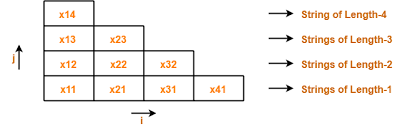 x14 String of Length-4
x13 x23 Strings of Length-3
j
x12 x22 x32 Strings of Length-2
x11 x21 x31 x41 Strings of Length-1
i